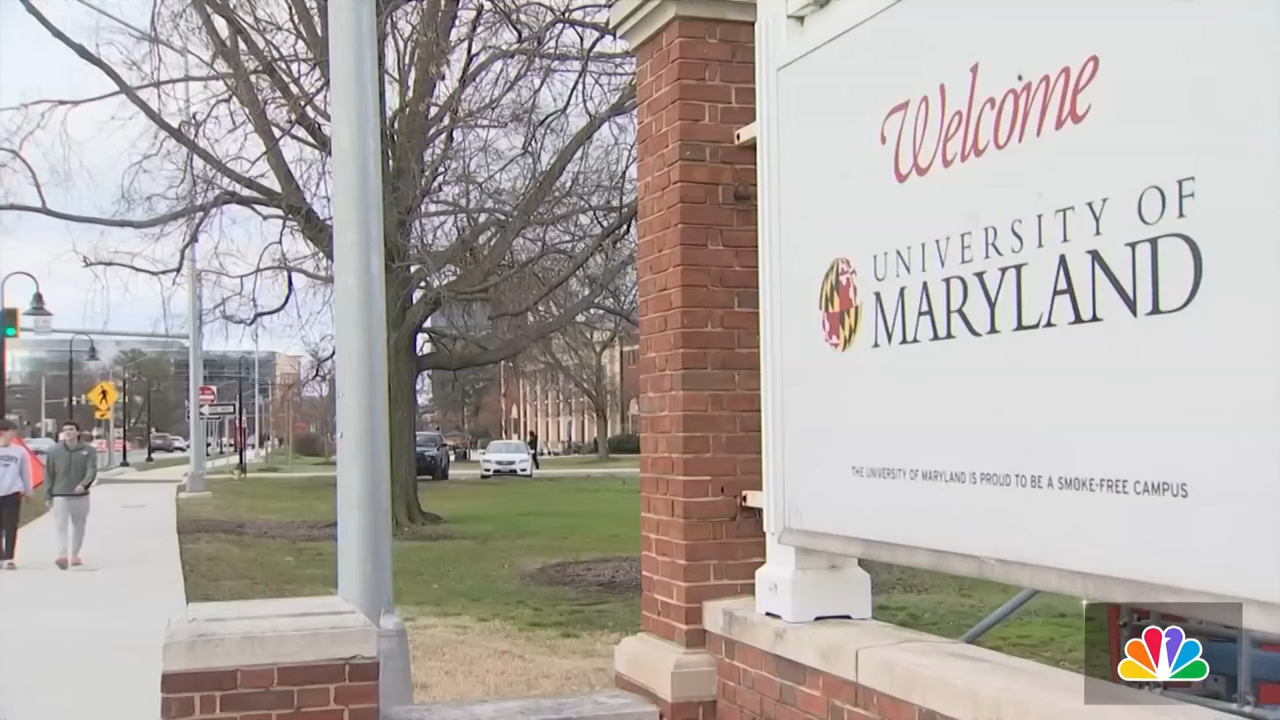 Welcome
UNIVERSITY OF
MARYLAND
THE UNIVERSITY OF MARYLAND IS PROUD TO BE A SMOKE-FREE CAMPUS